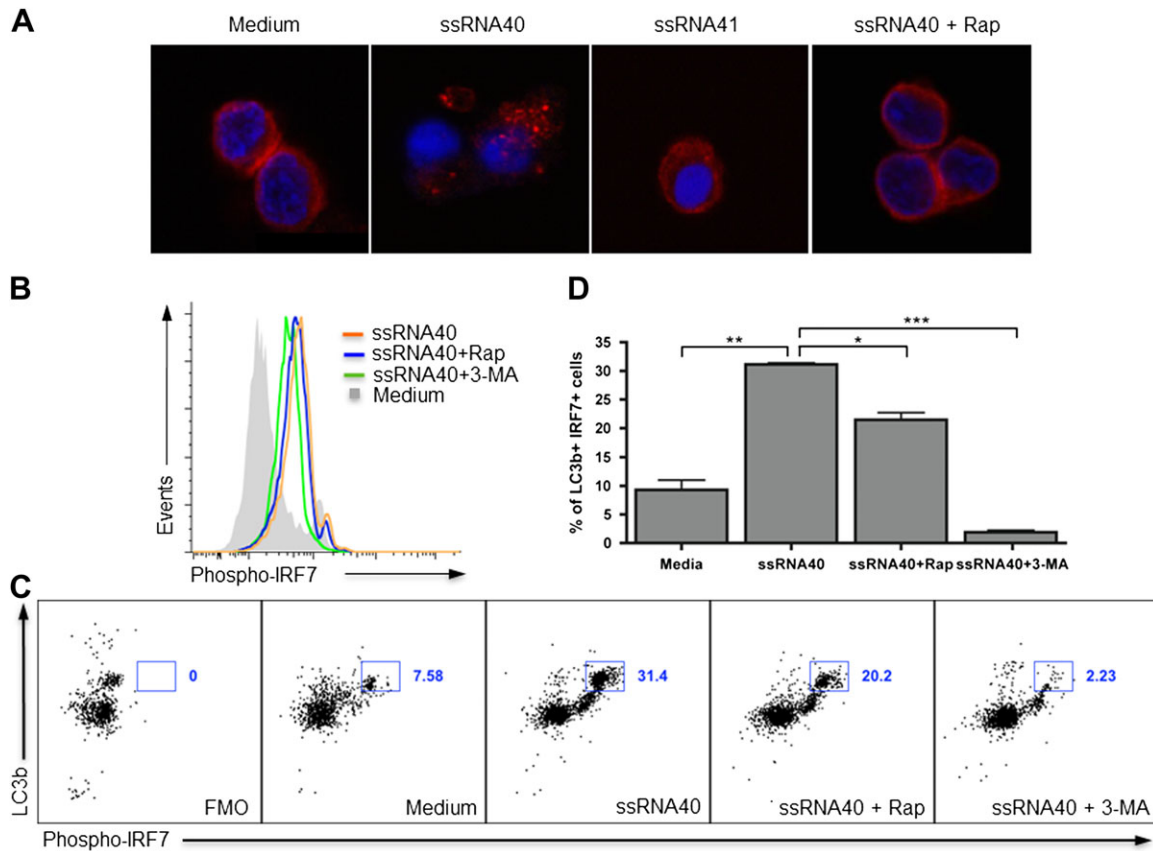 A
Medium
ssRNA40
ssRNA41
ssRNA40 + Rap
B
Events
ssRNA40
ssRNA40+Rap
ssRNA40+3-MA
Medium
Phospho-IRF7
D
% of LC3b+ IRF7+ cells
35
30
25
20
15
10
5
0
**
*
***
Media
ssRNA40
ssRNA40+Rap
ssRNA40+3-MA
C
LC3b
0
FMO
7.58
Medium
31.4
ssRNA40
20.2
ssRNA40 + Rap
2.23
ssRNA40 + 3-MA
Phospho-IRF7